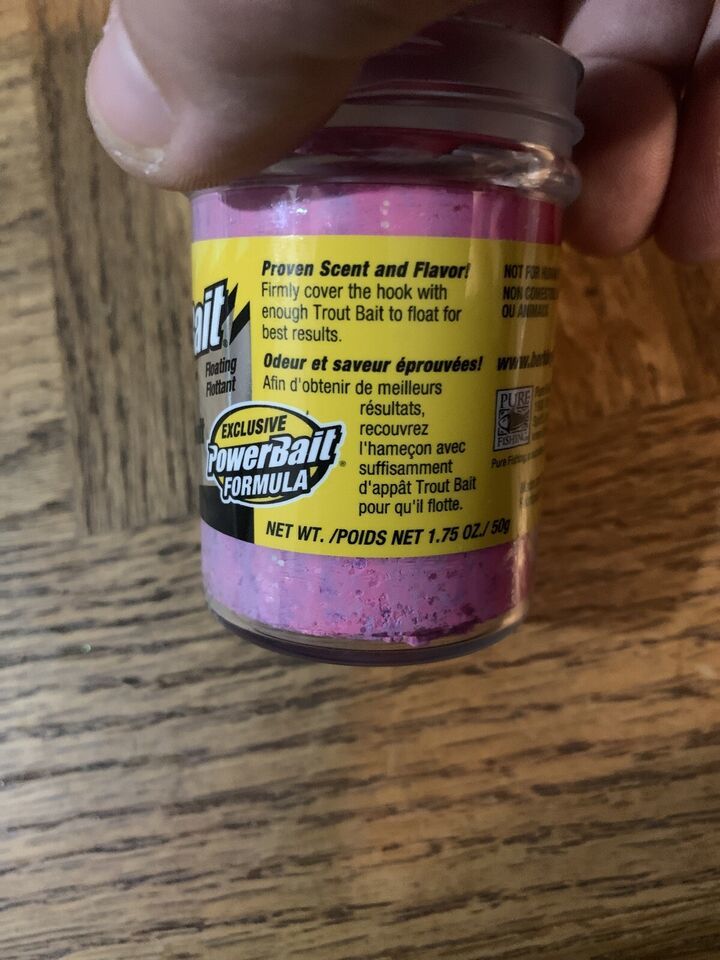 Proven Scent and Flavor!
Firmly cover the hook with
enough Trout Bait to float for
best results.
Odeur et saveur éprouvées!
Afin d'obtenir de meilleurs
résultats,
recouvrez
l'hameçon avec
suffisamment
d'appât Trout Bait
pour qu'il flotte.
NET WT. /POIDS NET 1.75 OZ./ 50g
ait
Floating
Flottant
EXCLUSIVE
PowerBait®
FORMULA
NOT FOR
NON
OU ANIMALE
PURE
FISHING
Pure Fishing